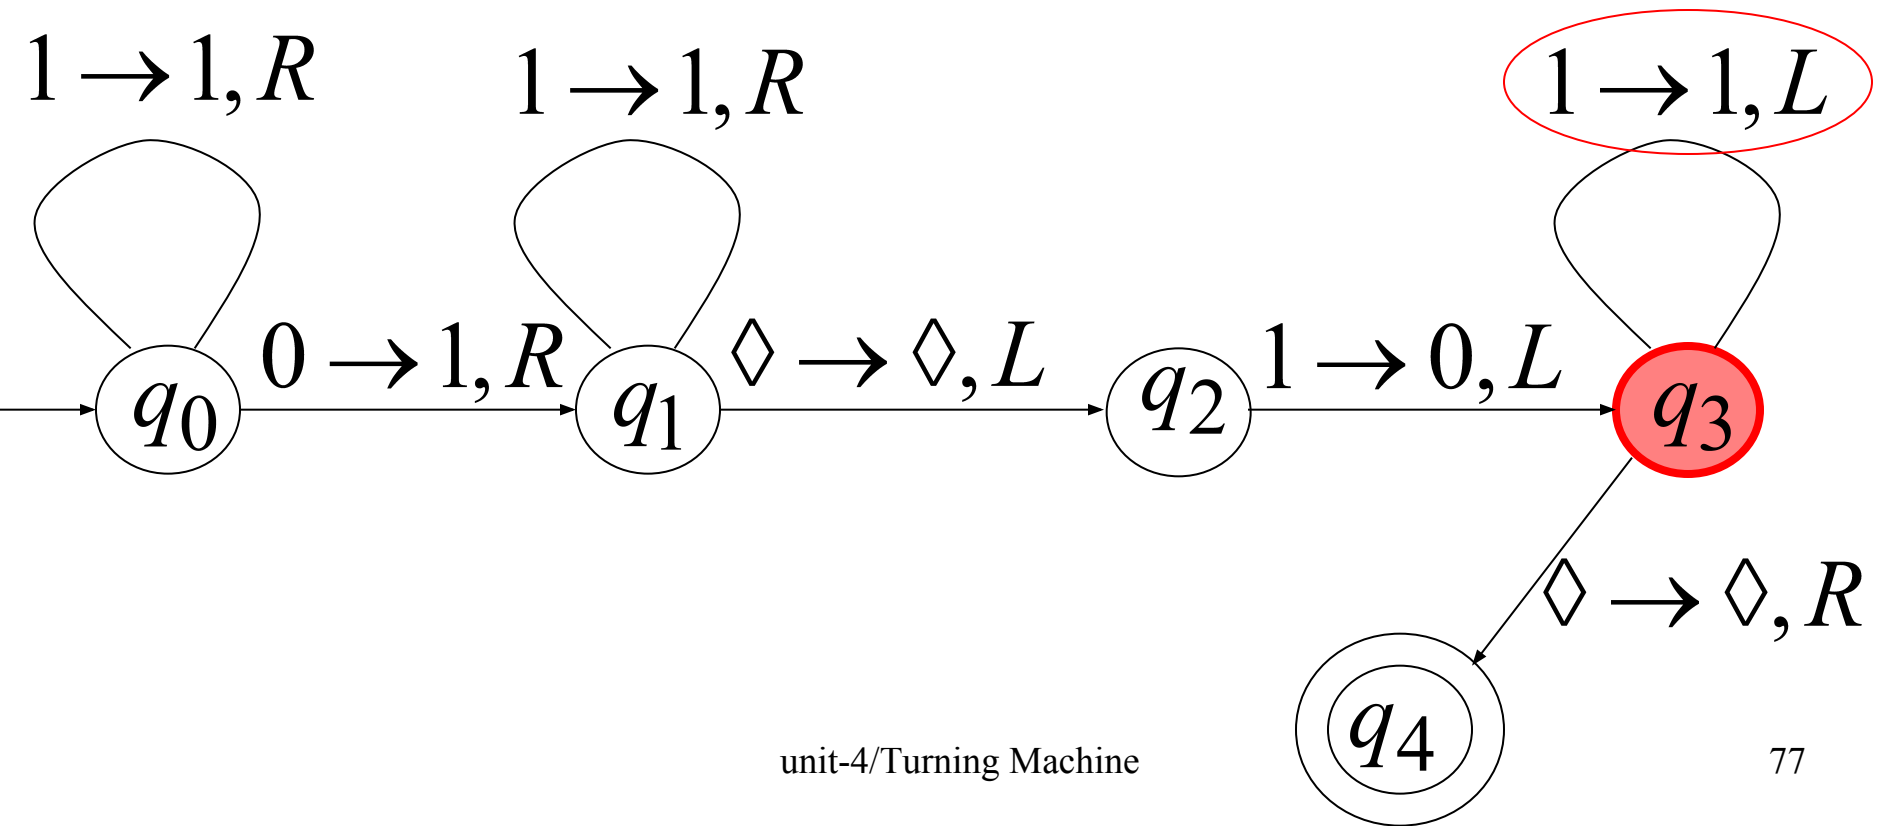 1 → 1, R
1 → 1, R
1 → 1, L
0 → 1, R
◊ → ◊, L
1 → 0, L
q0
q1
q2
q3
◊ → ◊, R
q4
unit-4/Turning Machine
77